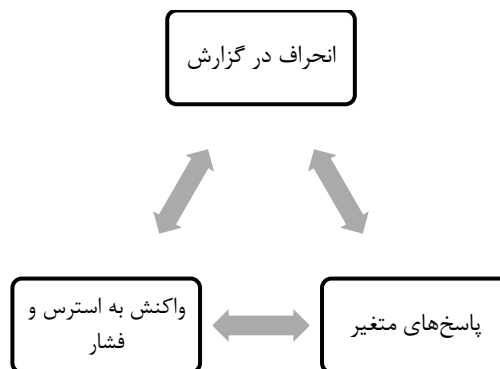 انحراف در گزارش
واکنش به استرس و
فشار
پاسخ‌های متغیر